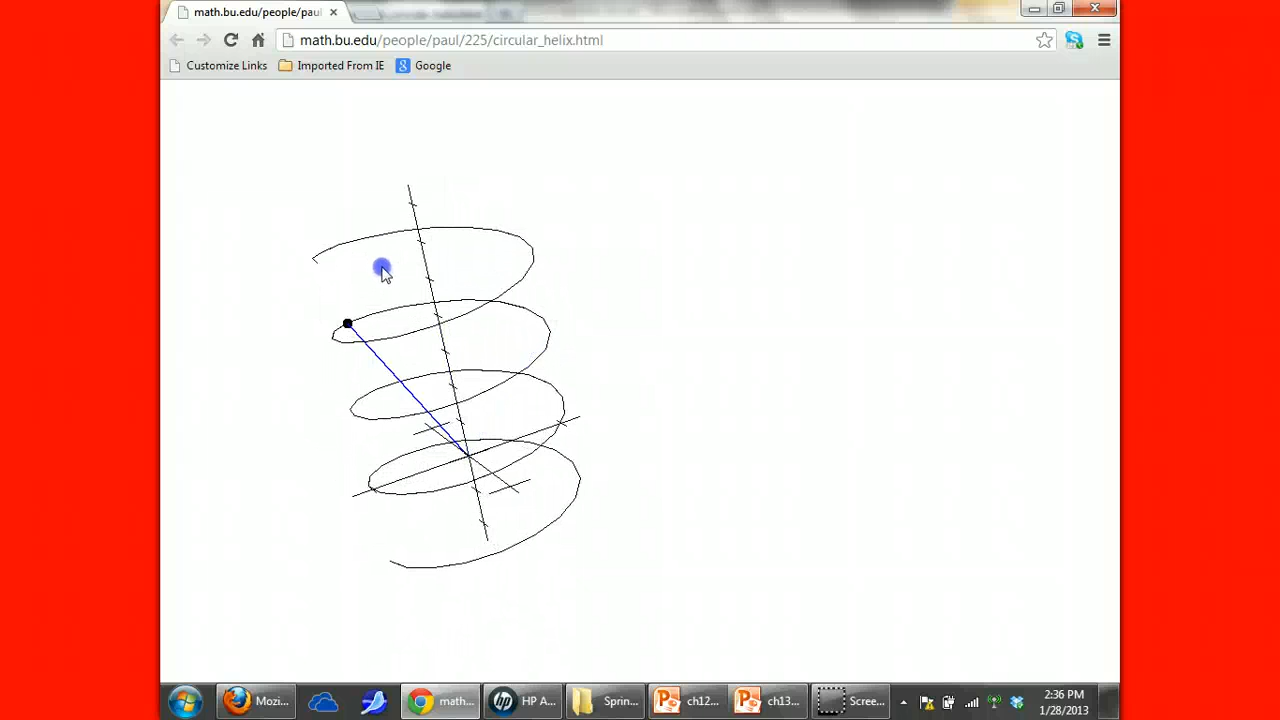 math.bu.edu/people/paul
math.bu.edu/people/paul/225/circular_helix.html
Customize Links
Imported From IE
Google
Mozi...
math...
HP A...
Sprin...
ch12...
ch13...
Scree...
2:36 PM
1/28/2013